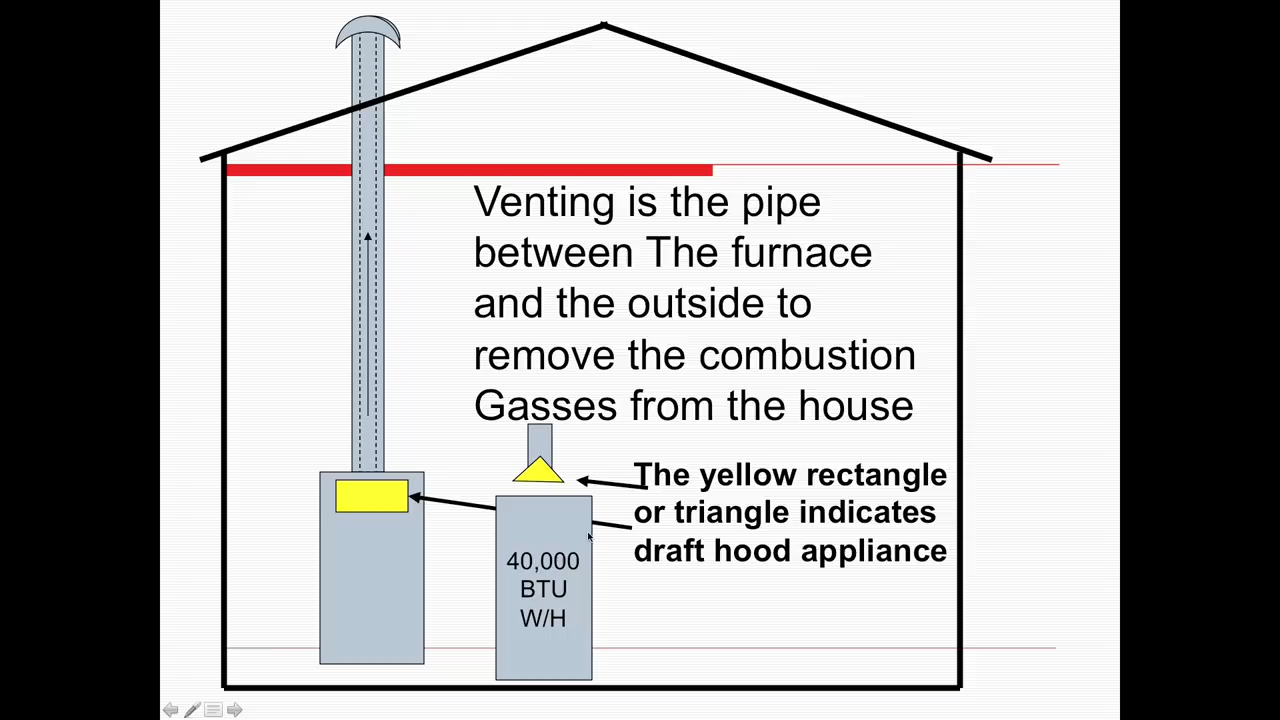 Venting is the pipe
between The furnace
and the outside to
remove the combustion
Gasses from the house
The yellow rectangle
or triangle indicates
draft hood appliance
40,000
BTU
W/H